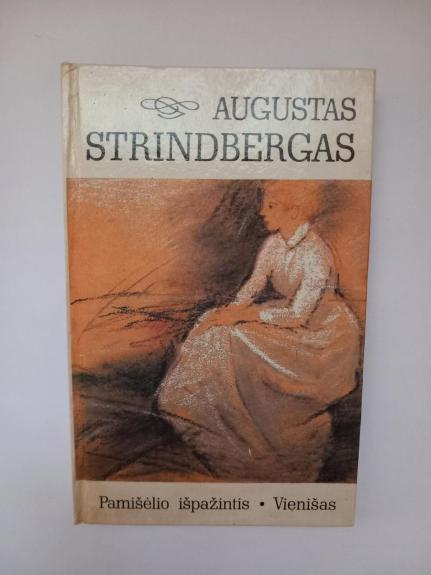 AUGUSTAS
STRINDBERGAS
Pamišėlio išpažintis • Vienišas